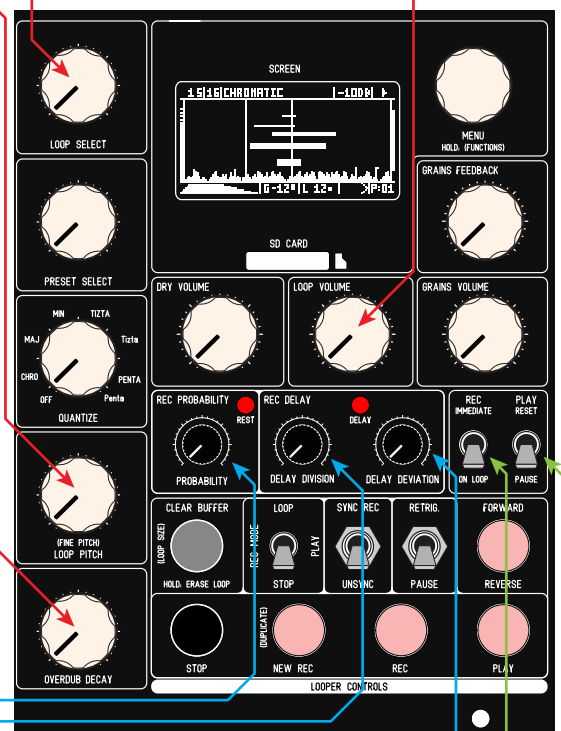 SCREEN
15|16|CHROMATIC |-100
LOOP SELECT
MENU
HOLD: (FUNCTIONS)
GRAINS FEEDBACK
G-12 |L 12 P:01
SD CARD
PRESET SELECT
DRY VOLUME
LOOP VOLUME
GRAINS VOLUME
MIN
TIZTA
MAJ
Tizta
CHRO
PENTA
OFF
Penta
QUANTIZE
REC PROBABILITY
REST
PROBABILITY
REC DELAY
DELAY
DELAY DIVISION
DELAY DEVIATION
REC
IMMEDIATE
ON LOOP
PLAY
RESET
PAUSE
(FINE PITCH)
LOOP PITCH
CLEAR BUFFER
(LOOP SIZE)
HOLD: ERASE LOOP
LOOP
REC MODE
PLAY
STOP
SYNC REC
UNSYNC
RETRIG.
PAUSE
FORWARD
REVERSE
OVERDUB DECAY
STOP
(DUPLICATE)
NEW REC
REC
PLAY
LOOPER CONTROLS